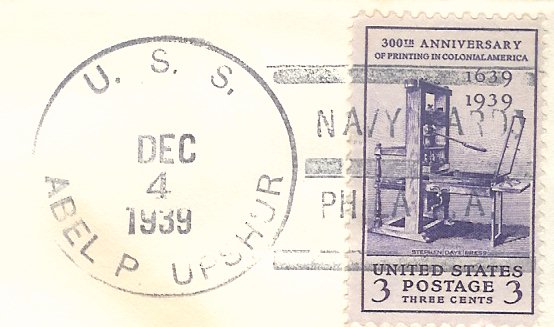 U. S. S.
DEC
4
1939
ABEL P UPSHUR
NAVY YARD
PHILA. PA.
300TH ANNIVERSARY
OF PRINTING IN COLONIAL AMERICA
1639
1939
STEPHEN DAYE PRESS
UNITED STATES
3 POSTAGE 3
THREE CENTS